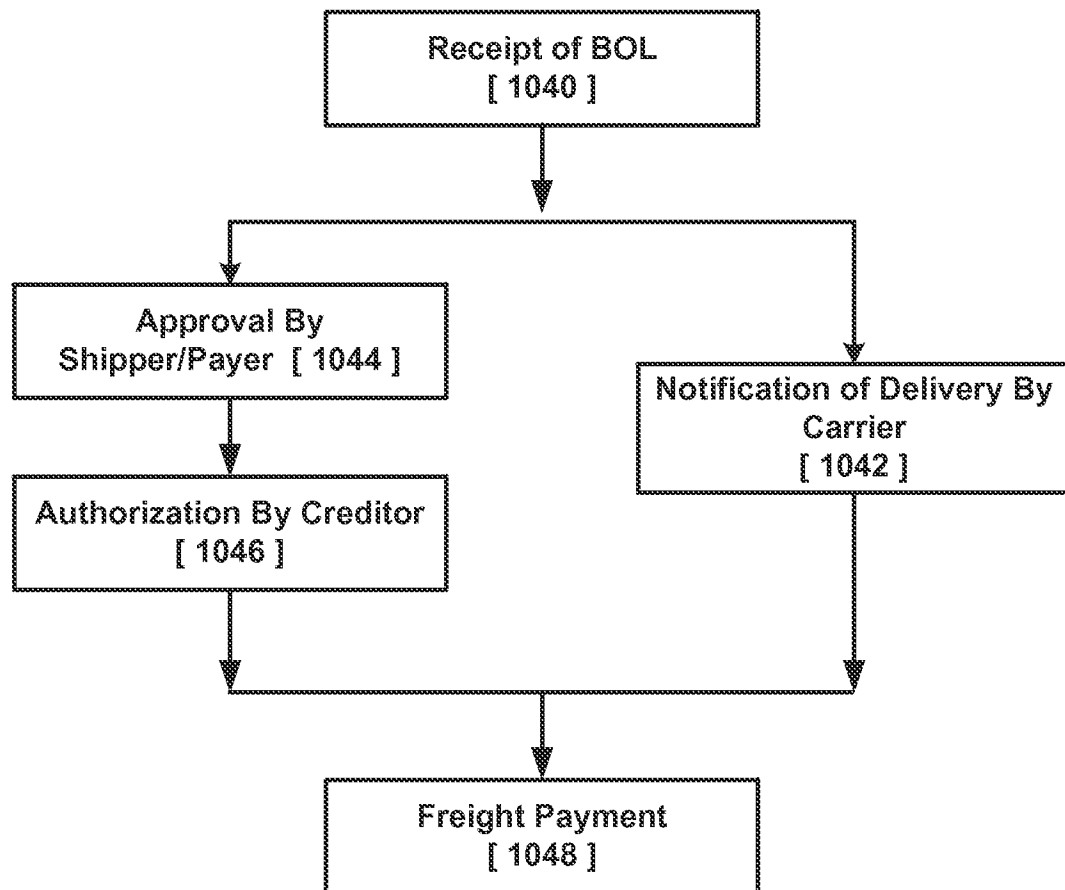 Receipt of BOL
[ 1040 ]
Approval By
Shipper/Payer [ 1044 ]
Notification of Delivery By
Carrier
[ 1042 ]
Authorization By Creditor
[ 1046 ]
Freight Payment
[ 1048 ]